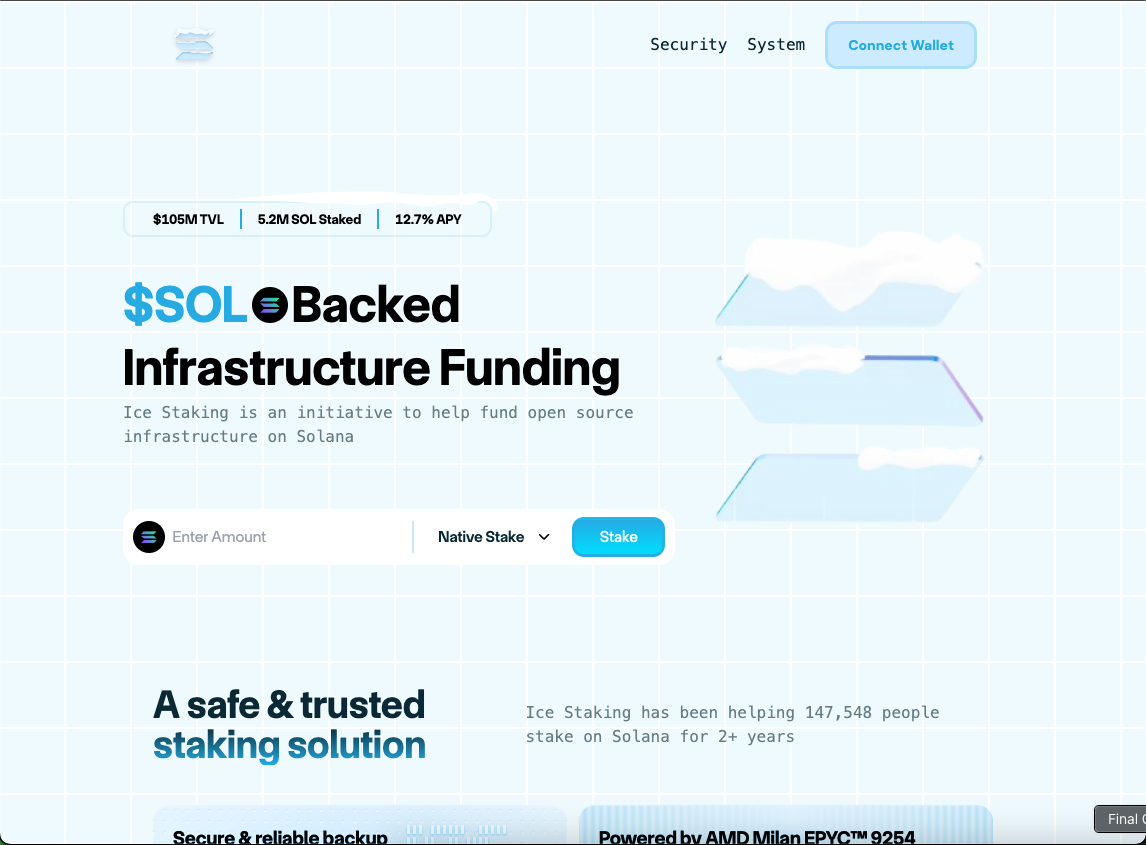 Security System Connect Wallet
$105M TVL 5.2M SOL Staked 12.7% APY
$SOL Backed
Infrastructure Funding
Ice Staking is an initiative to help fund open source
infrastructure on Solana
Enter Amount Native Stake Stake
A safe & trusted
staking solution
Ice Staking has been helping 147,548 people
stake on Solana for 2+ years
Secure & reliable backup
Powered by AMD Milan EPYC™ 9254
Final